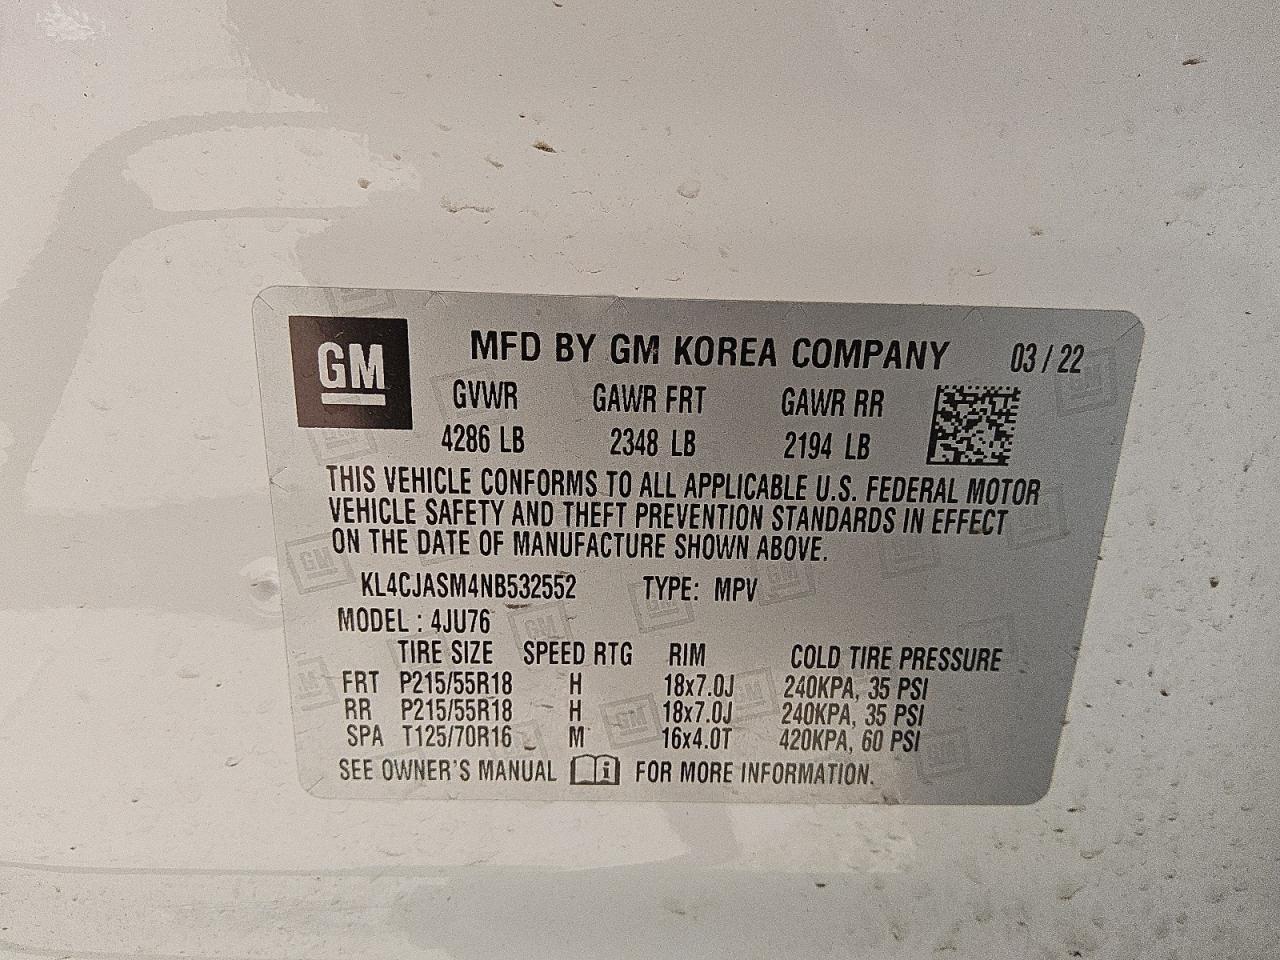 GM
MFD BY GM KOREA COMPANY 03/22
GVWR GAWR FRT GAWR RR
4286 LB 2348 LB 2194 LB
THIS VEHICLE CONFORMS TO ALL APPLICABLE U.S. FEDERAL MOTOR
VEHICLE SAFETY AND THEFT PREVENTION STANDARDS IN EFFECT
ON THE DATE OF MANUFACTURE SHOWN ABOVE.
KL4CJASM4NB532552 TYPE: MPV
MODEL : 4JU76
TIRE SIZE SPEED RTG RIM COLD TIRE PRESSURE
FRT P215/55R18 H 18x7.0J 240KPA, 35 PSI
RR P215/55R18 H 18x7.0J 240KPA, 35 PSI
SPA T125/70R16 M 16x4.0T 420KPA, 60 PSI
SEE OWNER'S MANUAL i FOR MORE INFORMATION.